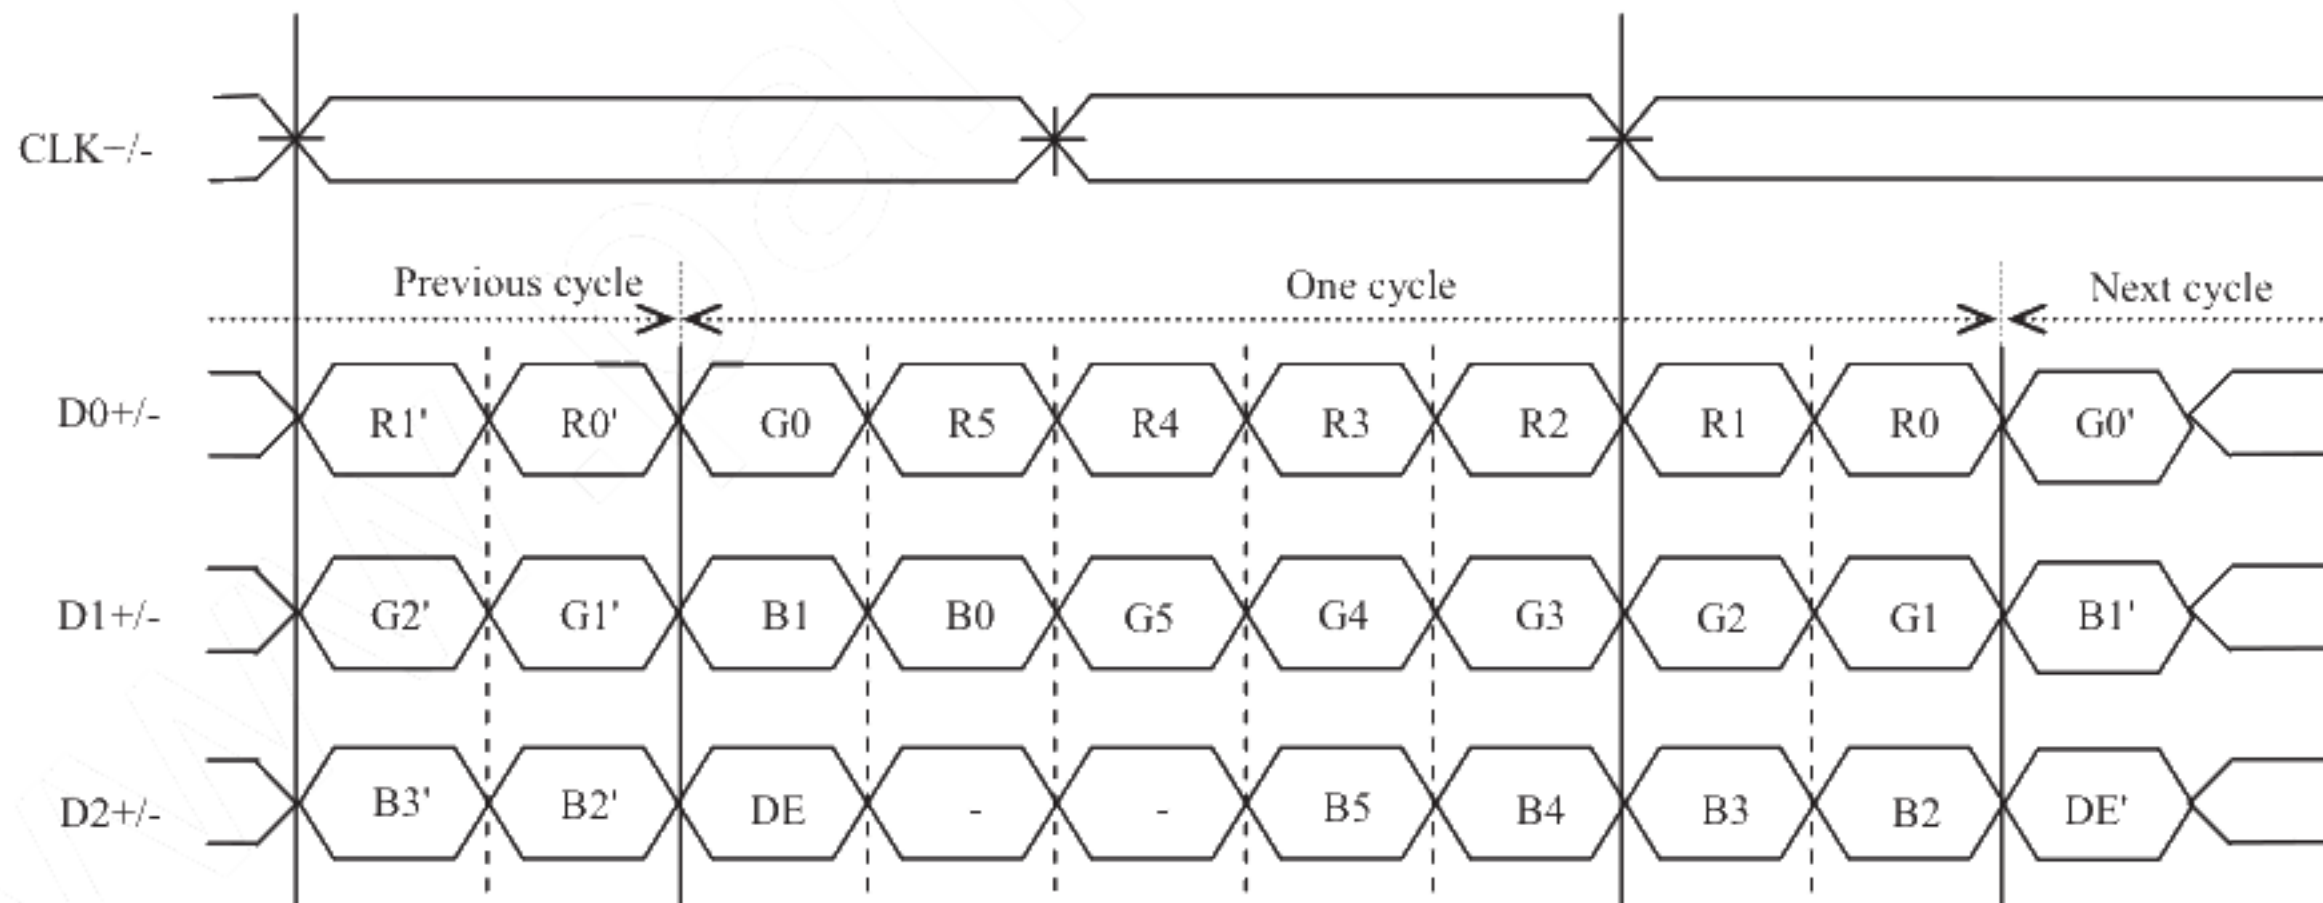 CLK−/-
Previous cycle One cycle Next cycle
D0+/- R1' R0' G0 R5 R4 R3 R2 R1 R0 G0'
D1+/- G2' G1' B1 B0 G5 G4 G3 G2 G1 B1'
D2+/- B3' B2' DE - - B5 B4 B3 B2 DE'